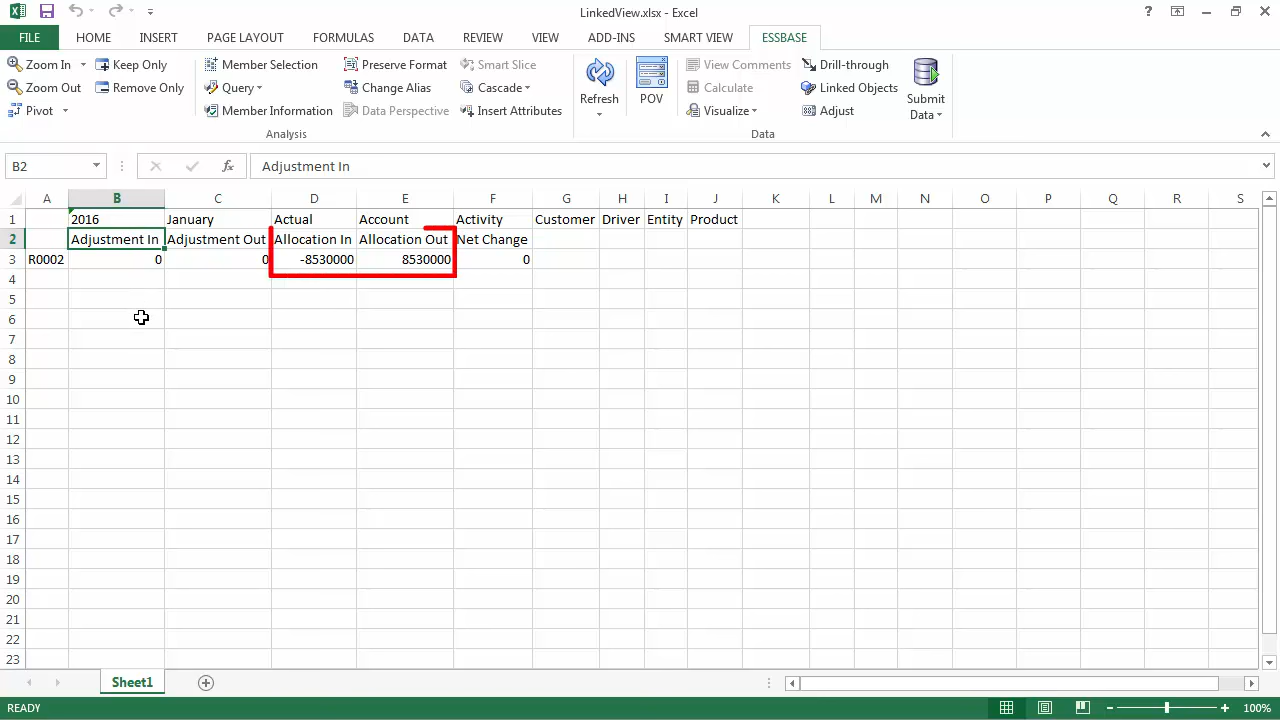 LinkedView.xlsx - Excel
?
FILE HOME INSERT PAGE LAYOUT FORMULAS DATA REVIEW VIEW ADD-INS SMART VIEW ESSBASE
Zoom In Keep Only Member Selection Preserve Format Smart Slice View Comments Drill-through
Zoom Out Remove Only Query Change Alias Cascade Refresh POV Calculate Linked Objects Submit Data
Pivot Member Information Data Perspective Insert Attributes Visualize Adjust
Analysis Data
B2 fx Adjustment In
A B C D E F G H I J K L M N O P Q R S
1 2016 January Actual Account Activity Customer Driver Entity Product
2 Adjustment In Adjustment Out Allocation In Allocation Out Net Change
3 R0002 0 0 -8530000 8530000 0
4
5
6
7
8
9
10
11
12
13
14
15
16
17
18
19
20
21
22
23
Sheet1
READY 100%